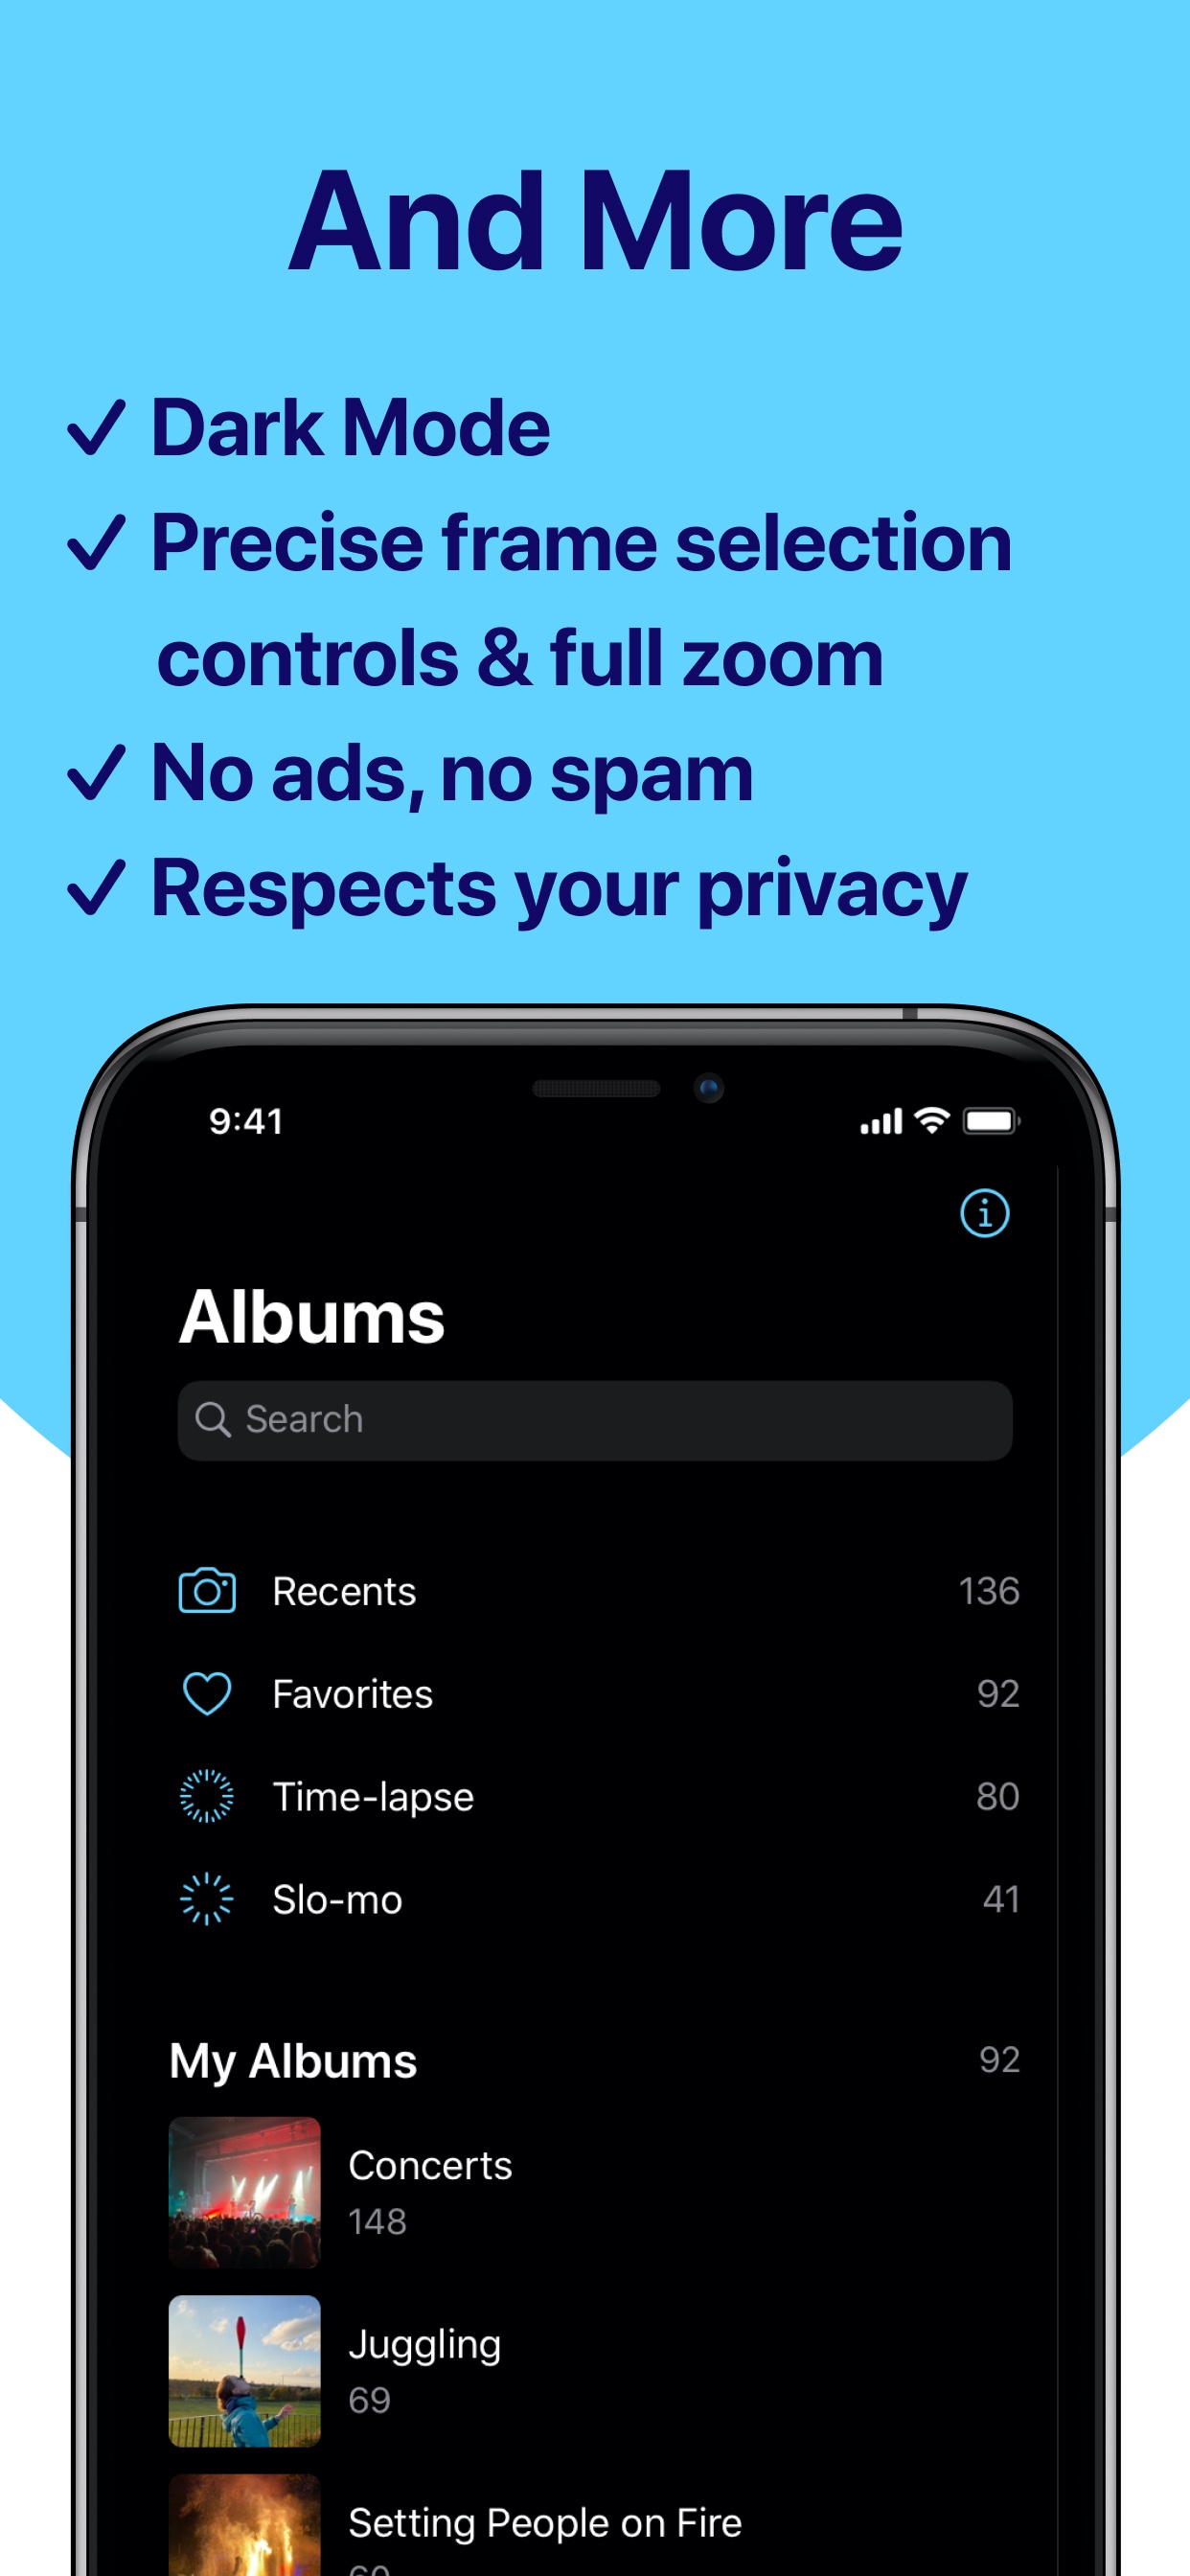 And More
✓ Dark Mode
✓ Precise frame selection
controls & full zoom
✓ No ads, no spam
✓ Respects your privacy
9:41
Albums
Search
Recents 136
Favorites 92
Time-lapse 80
Slo-mo 41
My Albums 92
Concerts
148
Juggling
69
Setting People on Fire